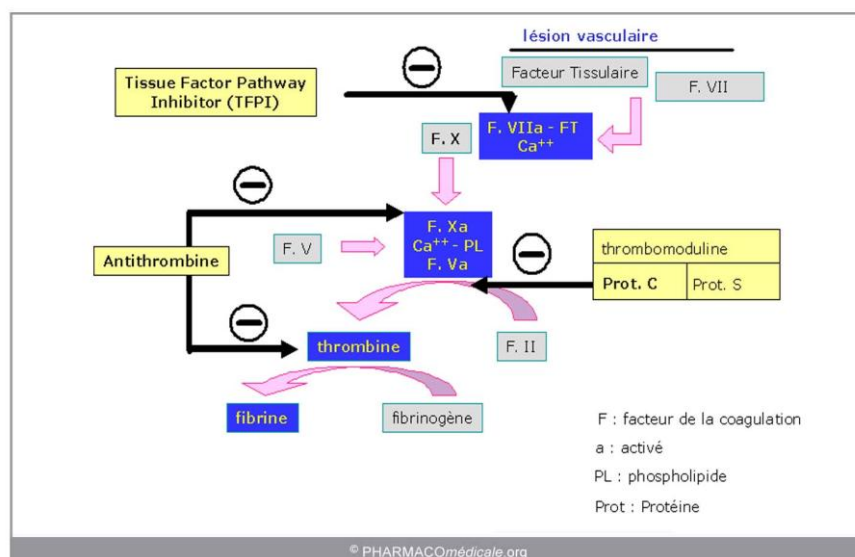 lésion vasculaire
Tissue Factor Pathway
Inhibitor (TFPI)
Facteur Tissulaire
F. VII
F. X
F. VIIa - FT
Ca++
F. Xa
Ca++ - PL
F. Va
F. V
Antithrombine
thrombomoduline
Prot. C
Prot. S
thrombine
F. II
fibrine
fibrinogène
F : facteur de la coagulation
a : activé
PL : phospholipide
Prot : Protéine
© PHARMACOmédicale.org